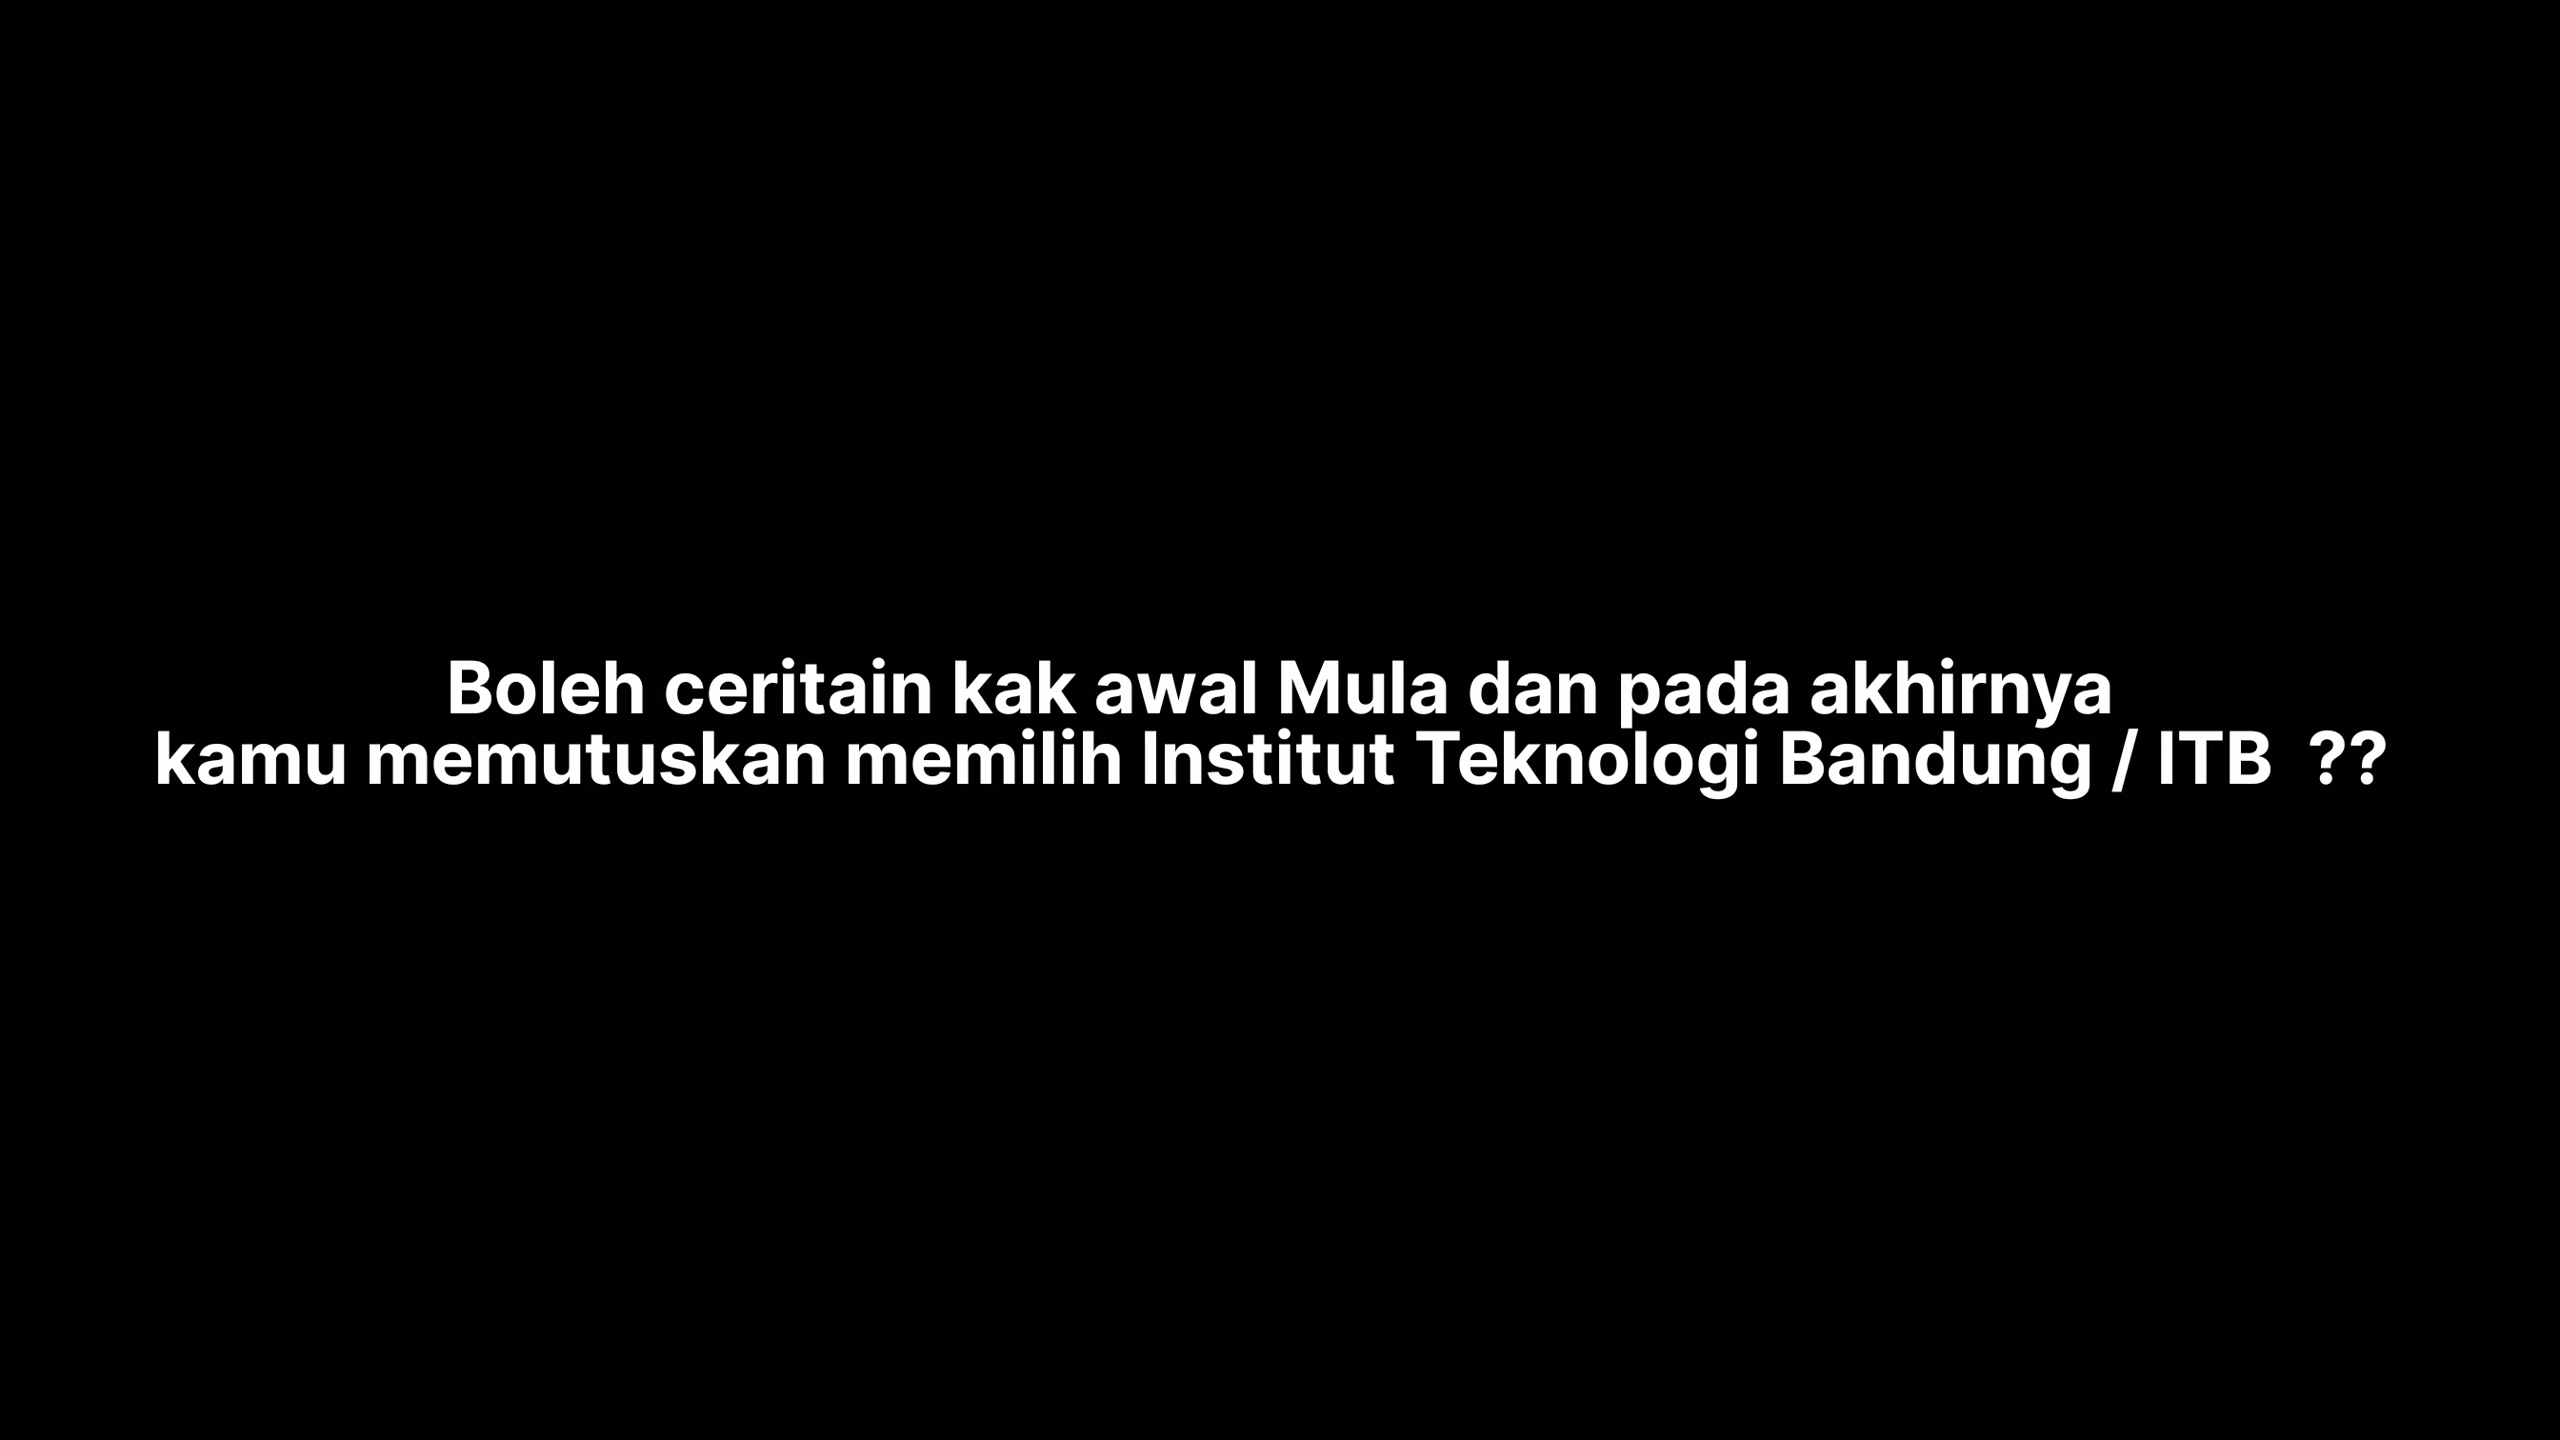 Boleh ceritain kak awal Mula dan pada akhirnya
kamu memutuskan memilih Institut Teknologi Bandung / ITB  ??